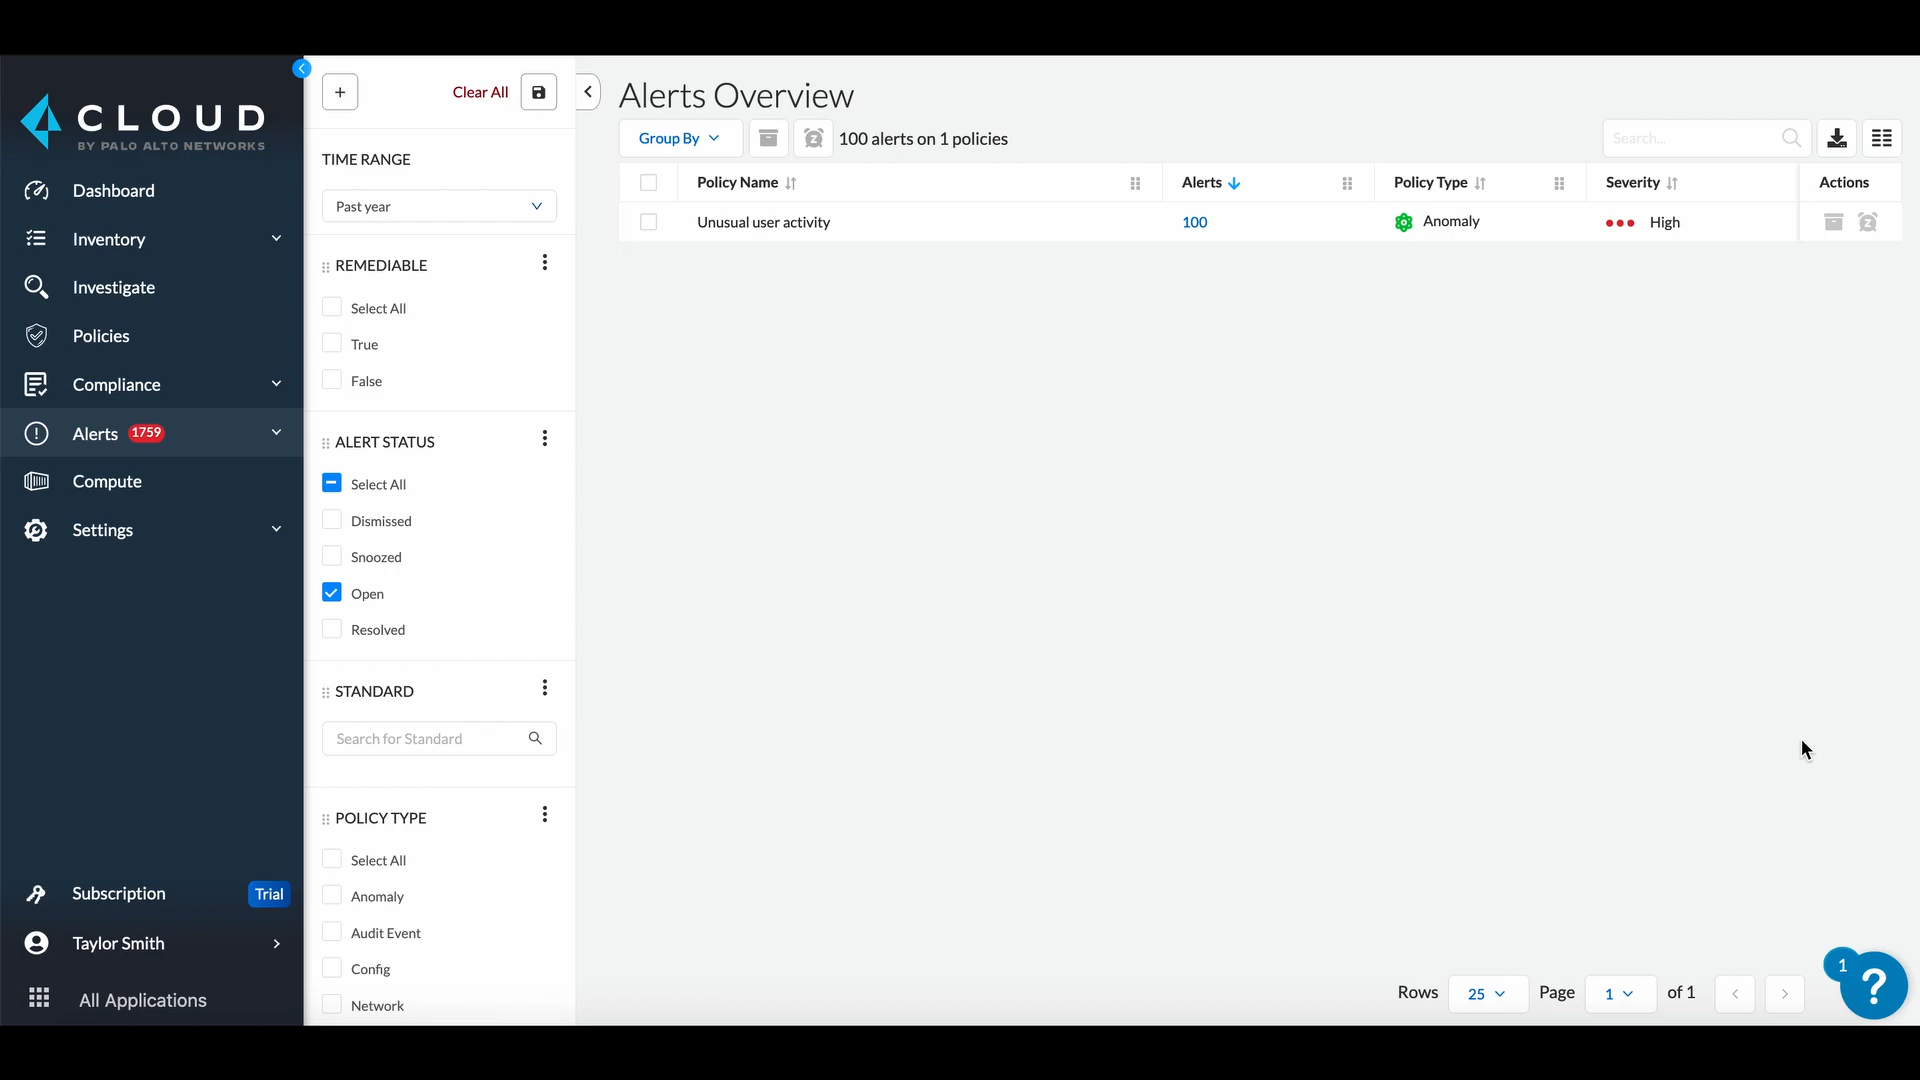 CLOUD
BY PALO ALTO NETWORKS
Dashboard
Inventory
Investigate
Policies
Compliance
Alerts 1759
Compute
Settings
Subscription Trial
Taylor Smith
All Applications
+ Clear All
TIME RANGE
Past year
REMEDIABLE
Select All
True
False
ALERT STATUS
Select All
Dismissed
Snoozed
Open
Resolved
STANDARD
Search for Standard
POLICY TYPE
Select All
Anomaly
Audit Event
Config
Network
Alerts Overview
Group By 100 alerts on 1 policies Search...
Policy Name Alerts Policy Type Severity Actions
Unusual user activity 100 Anomaly High
Rows 25 Page 1 of 1
1
?